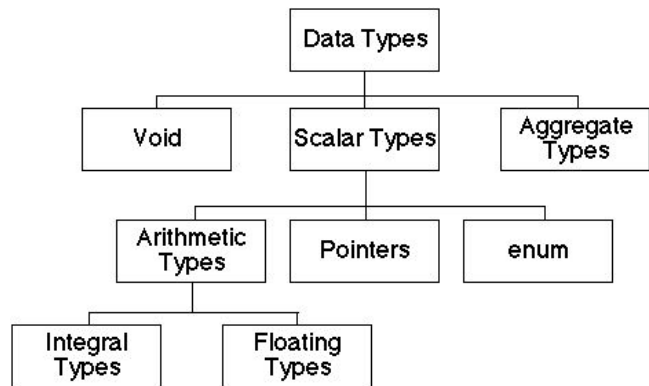 Data Types
Void
Scalar Types
Aggregate
Types
Arithmetic
Types
Pointers
enum
Integral
Types
Floating
Types